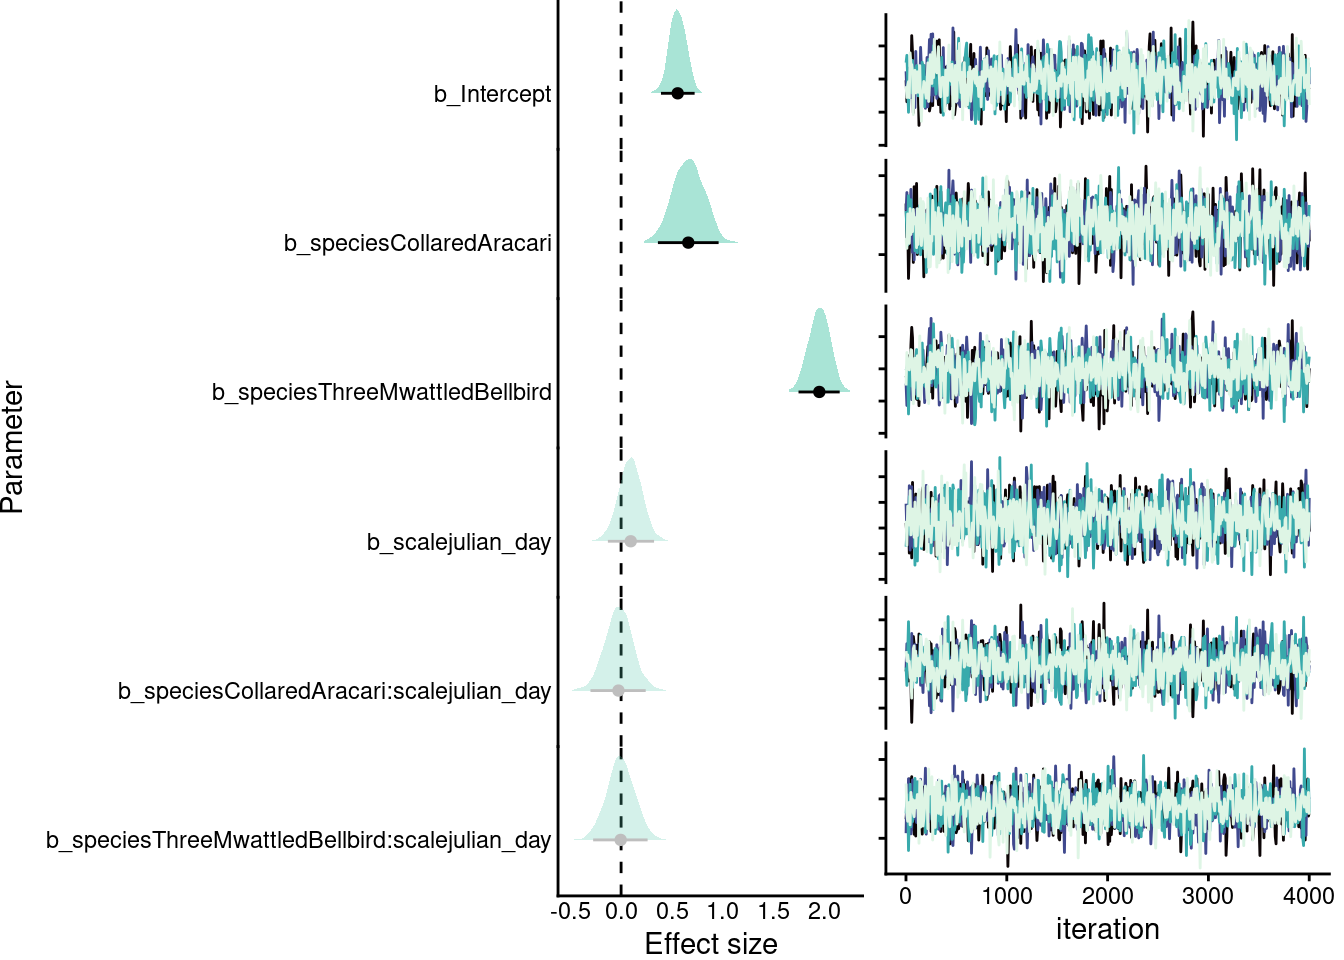 Parameter
b_Intercept
b_speciesCollaredAracari
b_speciesThreeMwattledBellbird
b_scalejulian_day
b_speciesCollaredAracari:scalejulian_day
b_speciesThreeMwattledBellbird:scalejulian_day
-0.5 0.0 0.5 1.0 1.5 2.0
Effect size
0 1000 2000 3000 4000
iteration